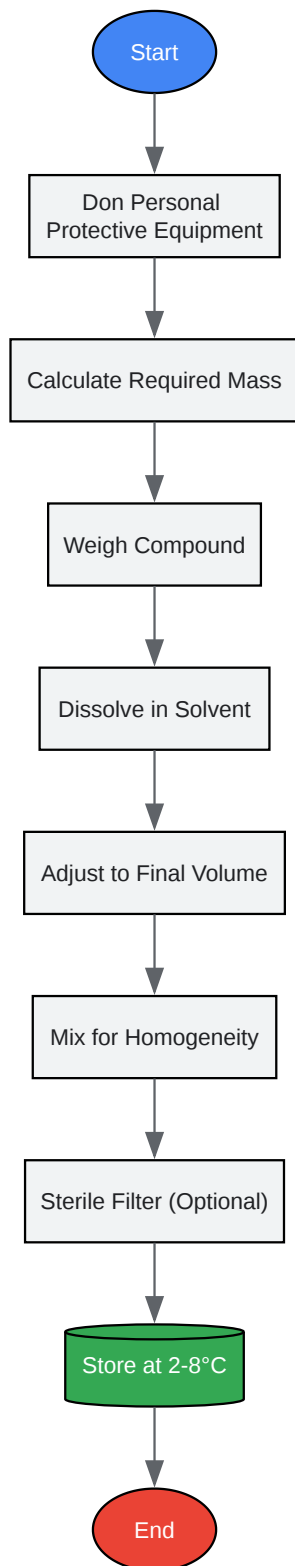 Start
Don Personal
Protective Equipment
Calculate Required Mass
Weigh Compound
Dissolve in Solvent
Adjust to Final Volume
Mix for Homogeneity
Sterile Filter (Optional)
Store at 2-8°C
End